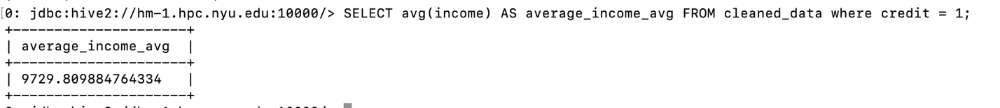 [0: jdbc:hive2://hm-1.hpc.nyu.edu:10000/> SELECT avg(income) AS average_income_avg FROM cleaned_data where credit = 1;
+---------------------+
| average_income_avg  |
+---------------------+
| 9729.809884764334   |
+---------------------+